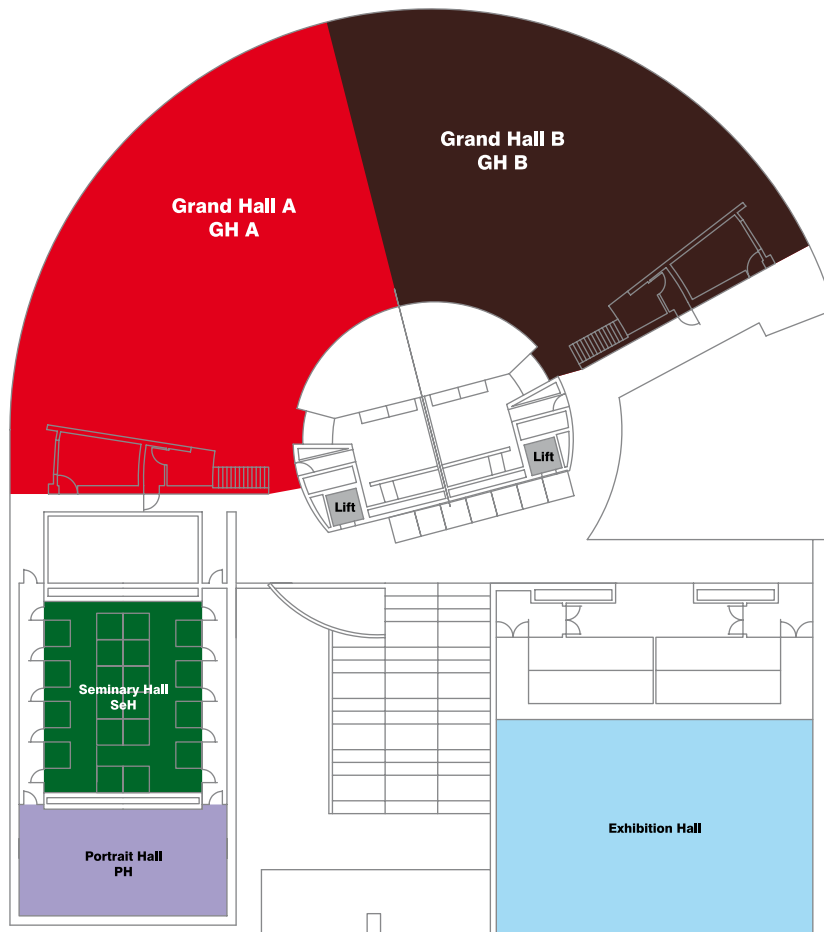 Grand Hall B
GH B
Grand Hall A
GH A
Lift
Lift
Seminary Hall
SeH
Exhibition Hall
Portrait Hall
PH